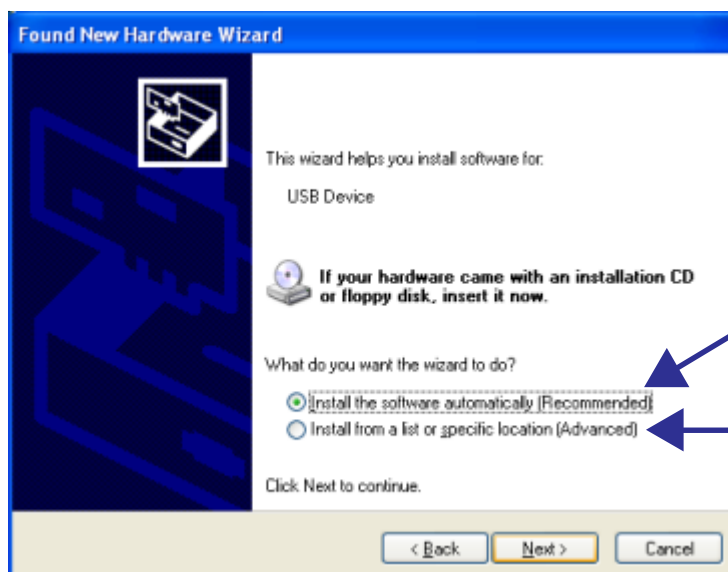 Found New Hardware Wizard
This wizard helps you install software for:
USB Device
If your hardware came with an installation CD
or floppy disk, insert it now.
What do you want the wizard to do?
Install the software automatically (Recommended)
Install from a list or specific location (Advanced)
Click Next to continue.
< Back Next > Cancel